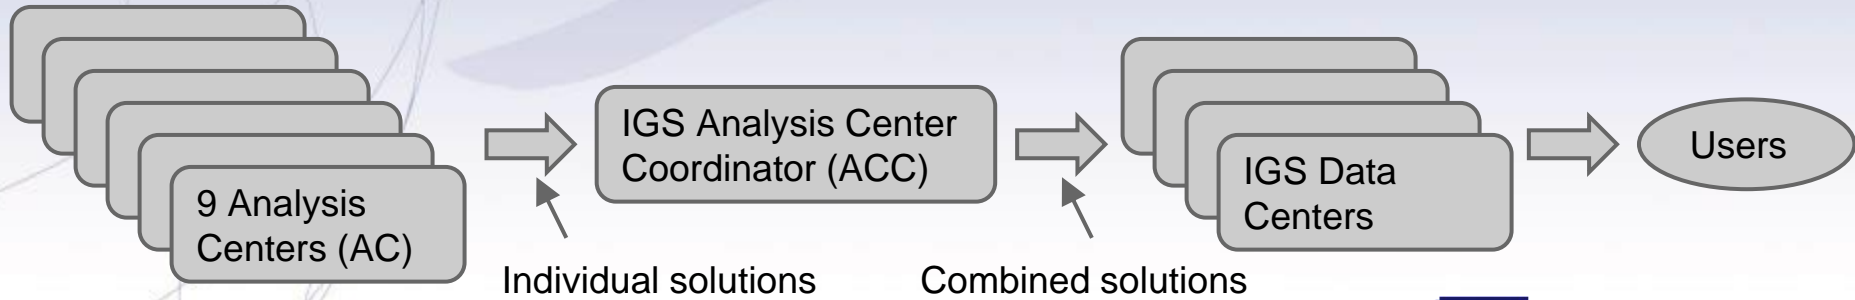 9 Analysis
Centers (AC)
Individual solutions
IGS Analysis Center
Coordinator (ACC)
Combined solutions
IGS Data
Centers
Users